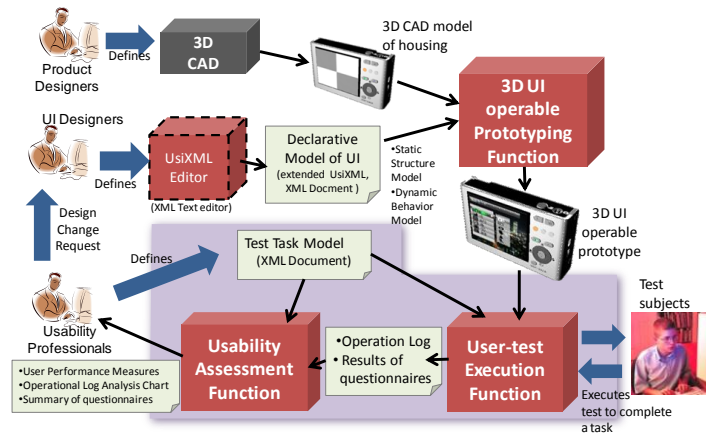 Product
Designers
Defines
3D
CAD
3D CAD model
of housing
3D UI
operable
Prototyping
Function
UI Designers
Defines
UsiXML
Editor
(XML Text editor)
Declarative
Model of UI
(extended UsiXML,
XML Docment )
•Static
Structure
Model
•Dynamic
Behavior
Model
3D UI
operable
prototype
Design
Change
Request
Defines
Test Task Model
(XML Document)
Usability
Professionals
•User Performance Measures
•Operational Log Analysis Chart
•Summary of questionnaires
Usability
Assessment
Function
•Operation Log
• Results of
questionnaires
User-test
Execution
Function
Test
subjects
Executes
test to complete
a task